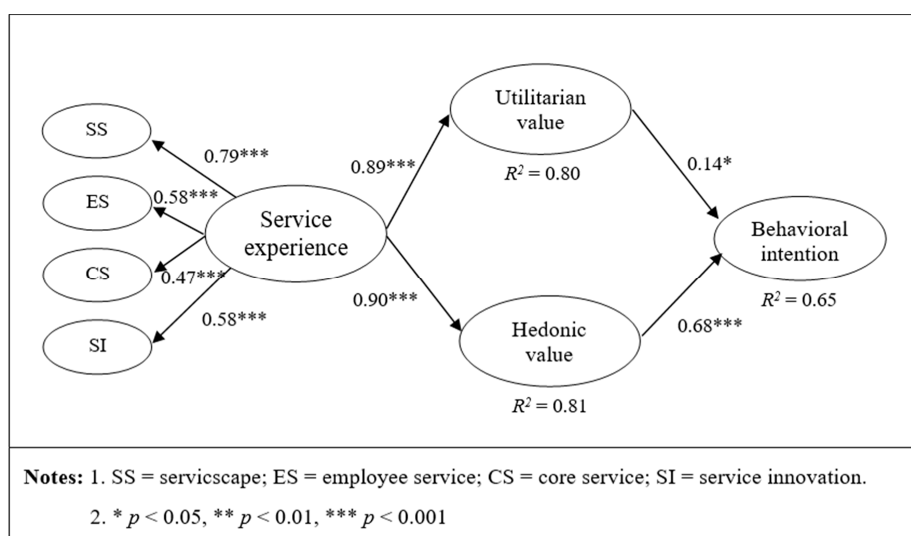 SS
0.79***
ES
0.58***
CS
0.47***
SI
0.58***
Service
experience
0.89***
0.90***
Utilitarian
value
R² = 0.80
Hedonic
value
R² = 0.81
0.14*
0.68***
Behavioral
intention
R² = 0.65
Notes: 1. SS = servicscape; ES = employee service; CS = core service; SI = service innovation.
2. * p < 0.05, ** p < 0.01, *** p < 0.001